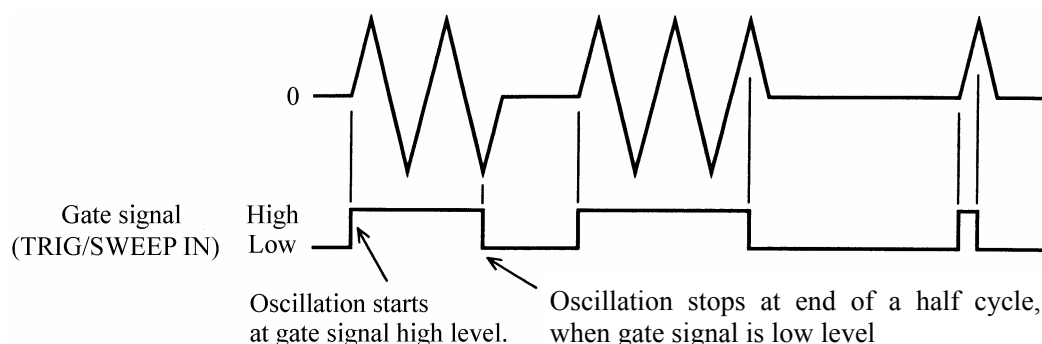 0
Gate signal
(TRIG/SWEEP IN)
High
Low
Oscillation starts
at gate signal high level.
Oscillation stops at end of a half cycle,
when gate signal is low level